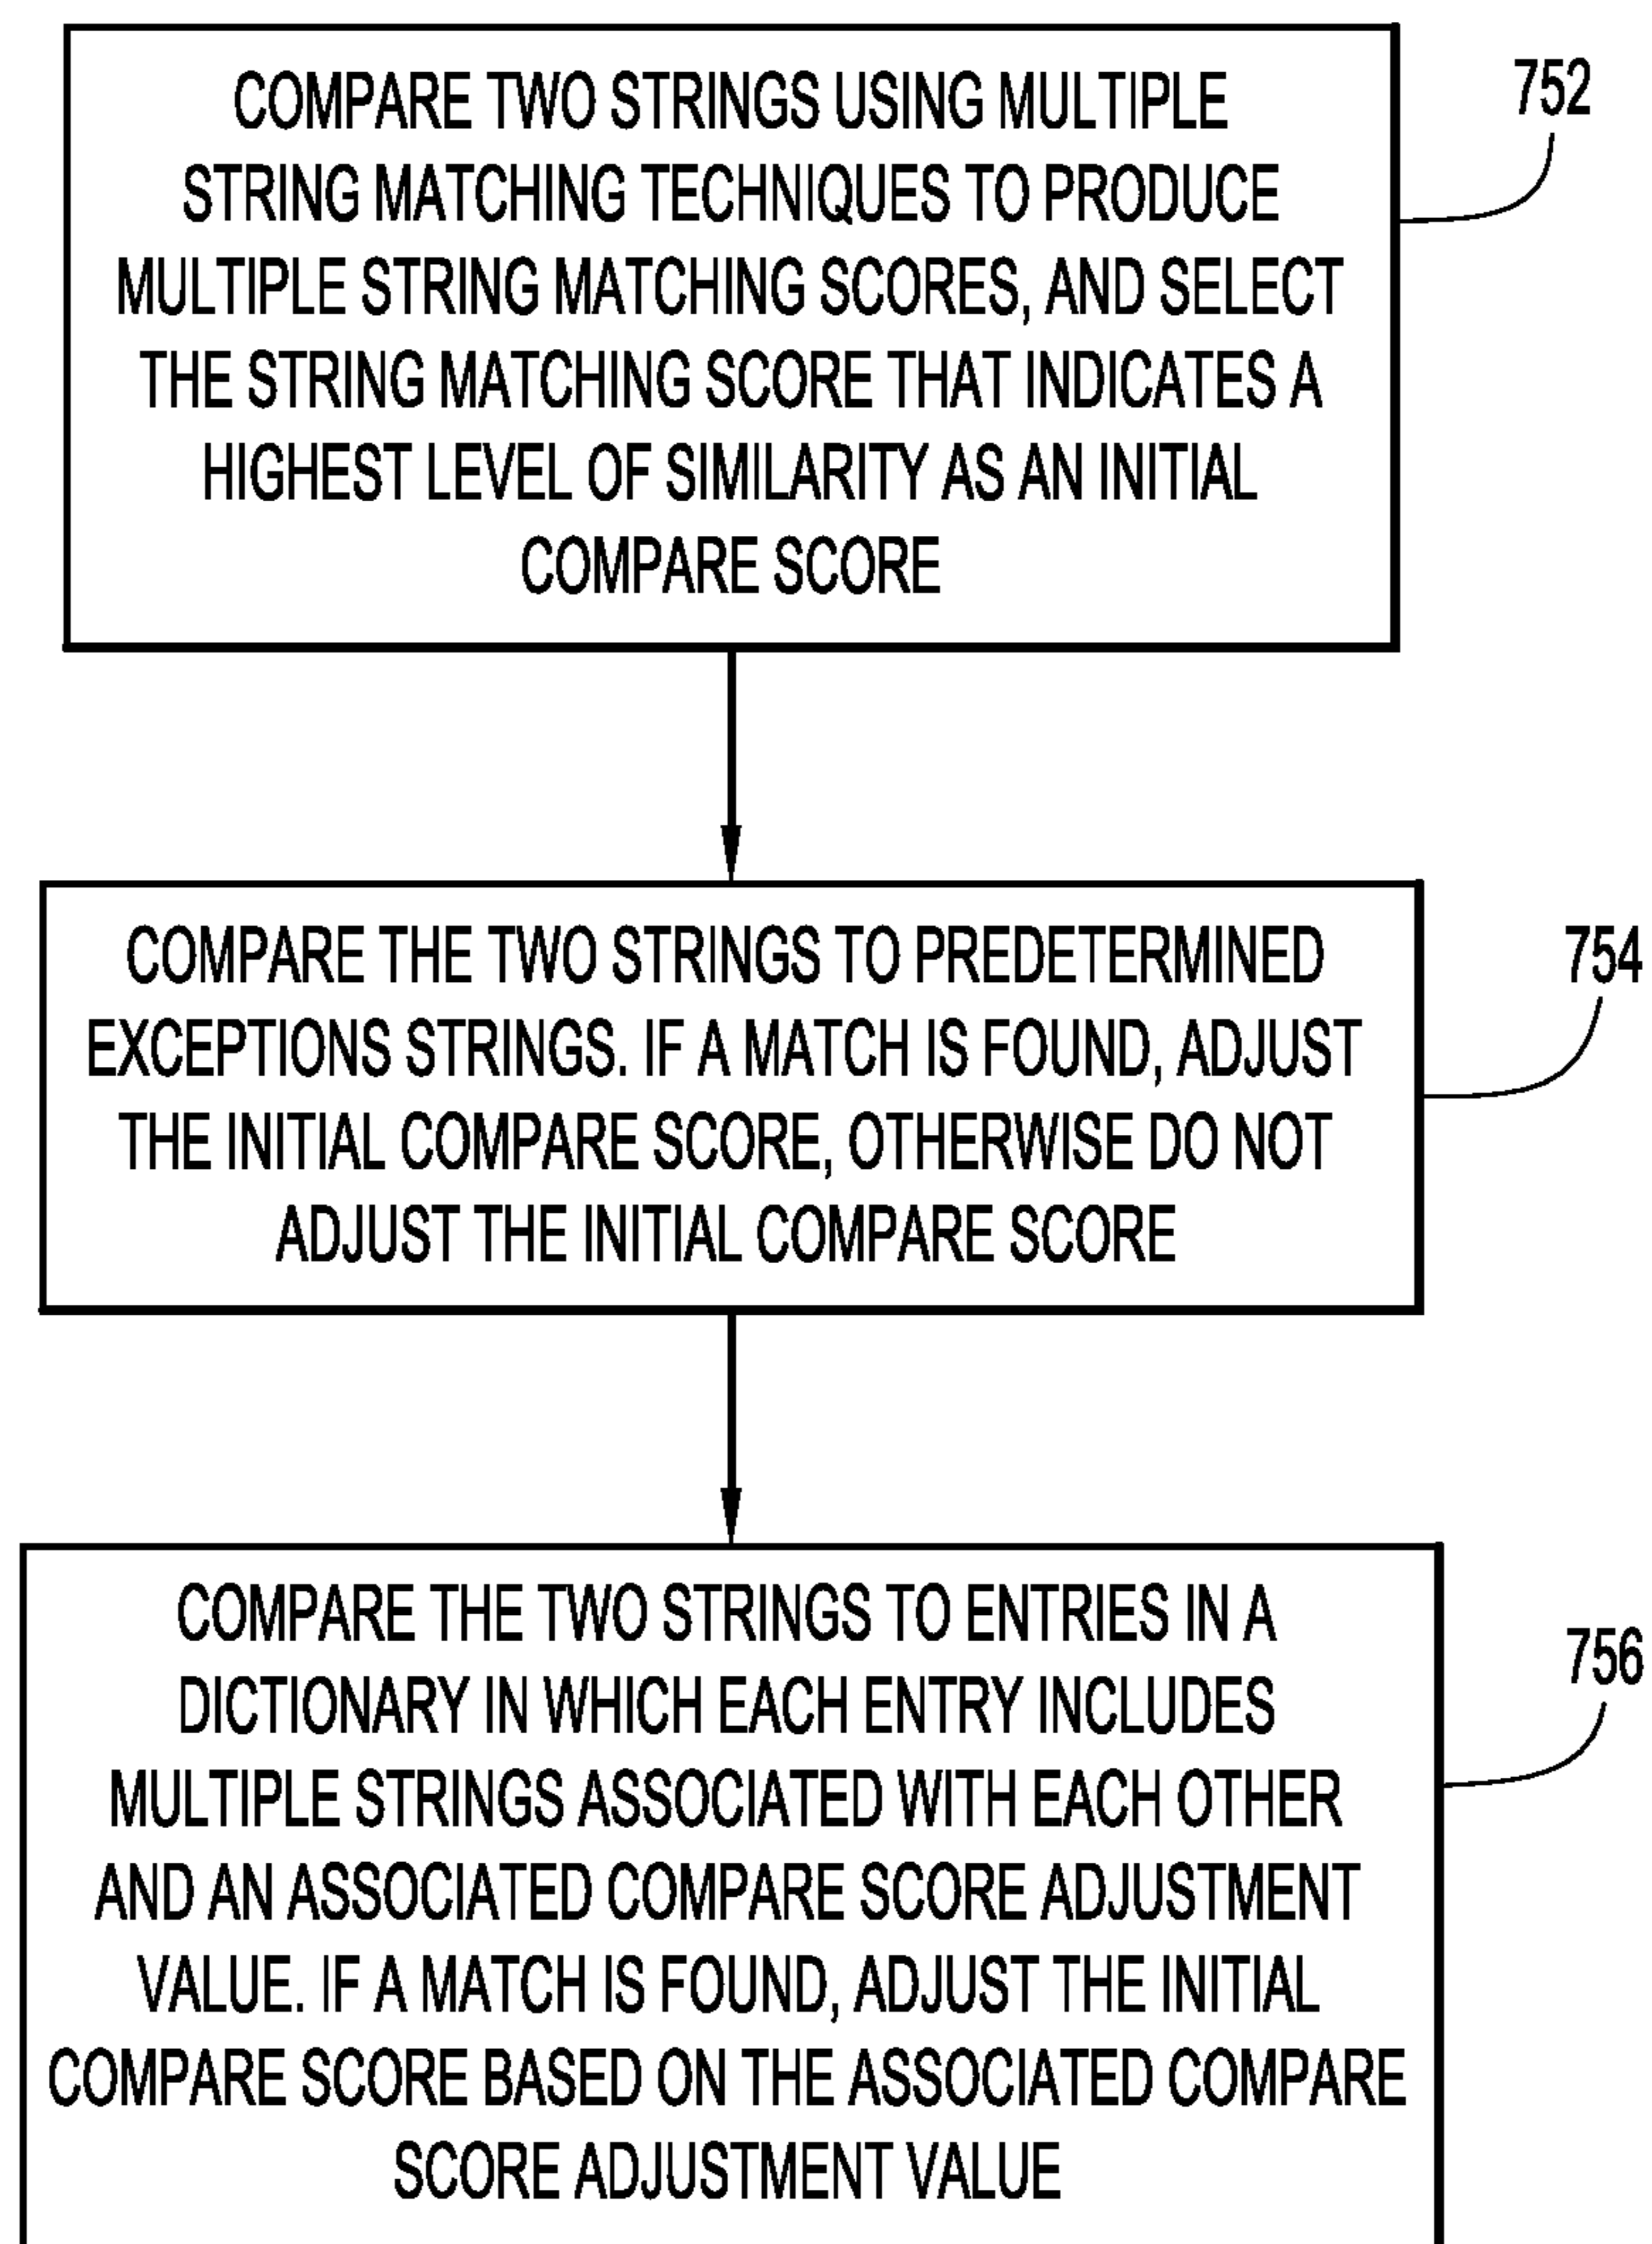 COMPARE TWO STRINGS USING MULTIPLE
STRING MATCHING TECHNIQUES TO PRODUCE
MULTIPLE STRING MATCHING SCORES, AND SELECT
THE STRING MATCHING SCORE THAT INDICATES A
HIGHEST LEVEL OF SIMILARITY AS AN INITIAL
COMPARE SCORE
752
COMPARE THE TWO STRINGS TO PREDETERMINED
EXCEPTIONS STRINGS. IF A MATCH IS FOUND, ADJUST
THE INITIAL COMPARE SCORE, OTHERWISE DO NOT
ADJUST THE INITIAL COMPARE SCORE
754
COMPARE THE TWO STRINGS TO ENTRIES IN A
DICTIONARY IN WHICH EACH ENTRY INCLUDES
MULTIPLE STRINGS ASSOCIATED WITH EACH OTHER
AND AN ASSOCIATED COMPARE SCORE ADJUSTMENT
VALUE. IF A MATCH IS FOUND, ADJUST THE INITIAL
COMPARE SCORE BASED ON THE ASSOCIATED COMPARE
SCORE ADJUSTMENT VALUE
756